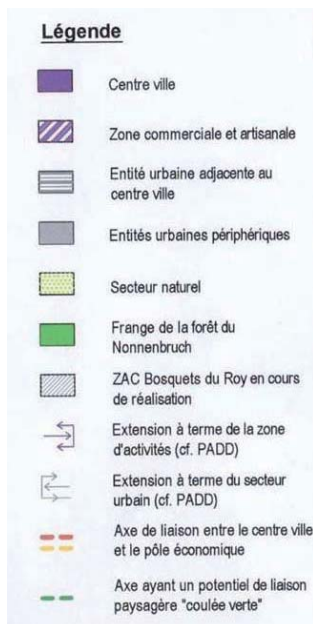 Légende
Centre ville
Zone commerciale et artisanale
Entité urbaine adjacente au
centre ville
Entités urbaines périphériques
Secteur naturel
Frange de la forêt du
Nonnenbruch
ZAC Bosquets du Roy en cours
de réalisation
Extension à terme de la zone
d'activités (cf. PADD)
Extension à terme du secteur
urbain (cf. PADD)
Axe de liaison entre le centre ville
et le pôle économique
Axe ayant un potentiel de liaison
paysagère "coulée verte"